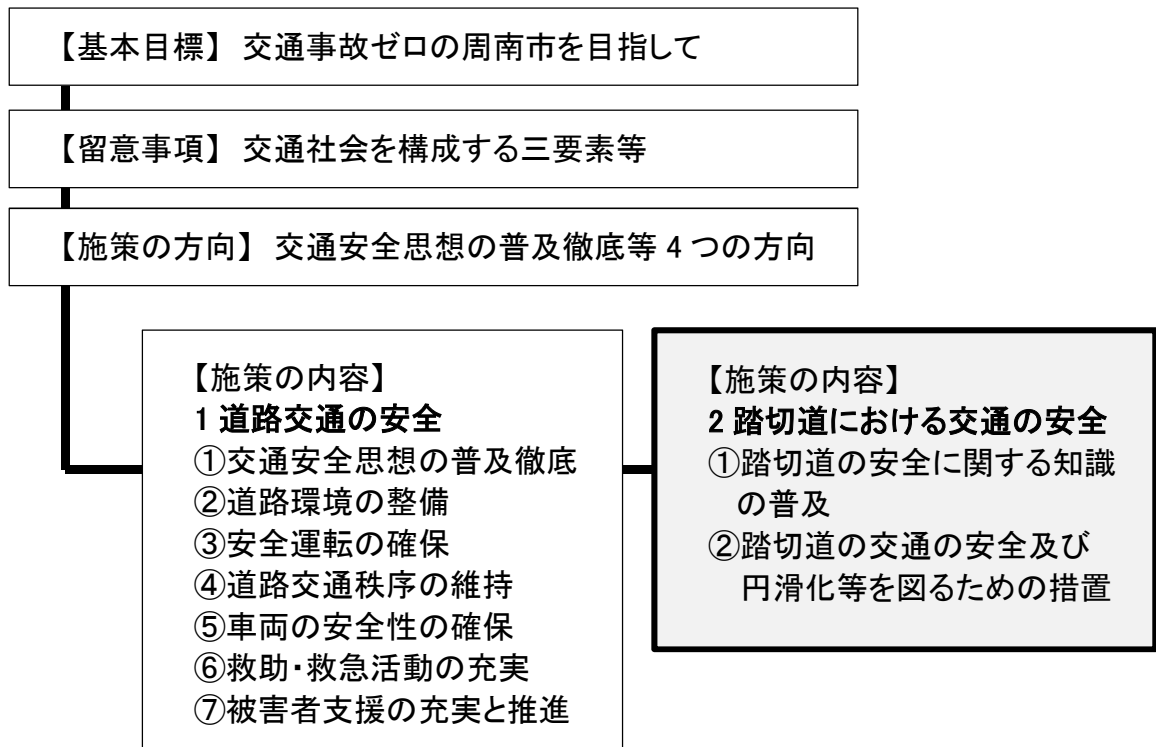 【基本目標】 交通事故ゼロの周南市を目指して
【留意事項】 交通社会を構成する三要素等
【施策の方向】 交通安全思想の普及徹底等 4 つの方向
【施策の内容】
1 道路交通の安全
①交通安全思想の普及徹底
②道路環境の整備
③安全運転の確保
④道路交通秩序の維持
⑤車両の安全性の確保
⑥救助・救急活動の充実
⑦被害者支援の充実と推進
【施策の内容】
2 踏切道における交通の安全
①踏切道の安全に関する知識
の普及
②踏切道の交通の安全及び
円滑化等を図るための措置